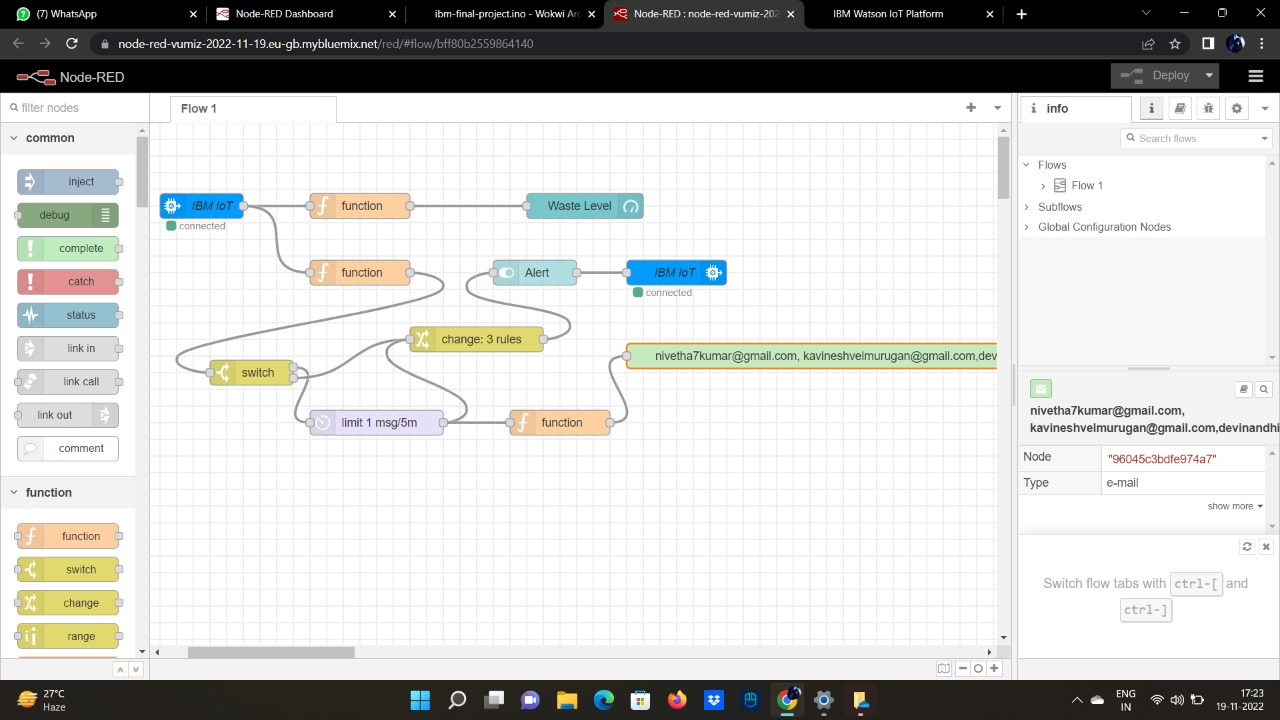 (7) WhatsApp
Node-RED Dashboard
ibm-final-project.ino - Wokwi Ar
Node-RED : node-red-vumiz-202
IBM Watson IoT Platform
node-red-vumiz-2022-11-19.eu-gb.mybluemix.net/red/#flow/bff80b2559864140
Node-RED
Deploy
filter nodes
Flow 1
info
common
Search flows
inject
debug
complete
catch
status
link in
link call
link out
comment
function
function
switch
change
range
IBM IoT
connected
function
Waste Level
function
Alert
IBM IoT
connected
change: 3 rules
nivetha7kumar@gmail.com, kavineshvelmurugan@gmail.com,dev
switch
limit 1 msg/5m
function
Flows
Flow 1
Subflows
Global Configuration Nodes
nivetha7kumar@gmail.com,
kavineshvelmurugan@gmail.com,devinandhi
Node "96045c3bdfe974a7"
Type e-mail
show more
Switch flow tabs with ctrl-[ and
ctrl-]
27°C
Haze
ENG
IN
17:23
19-11-2022